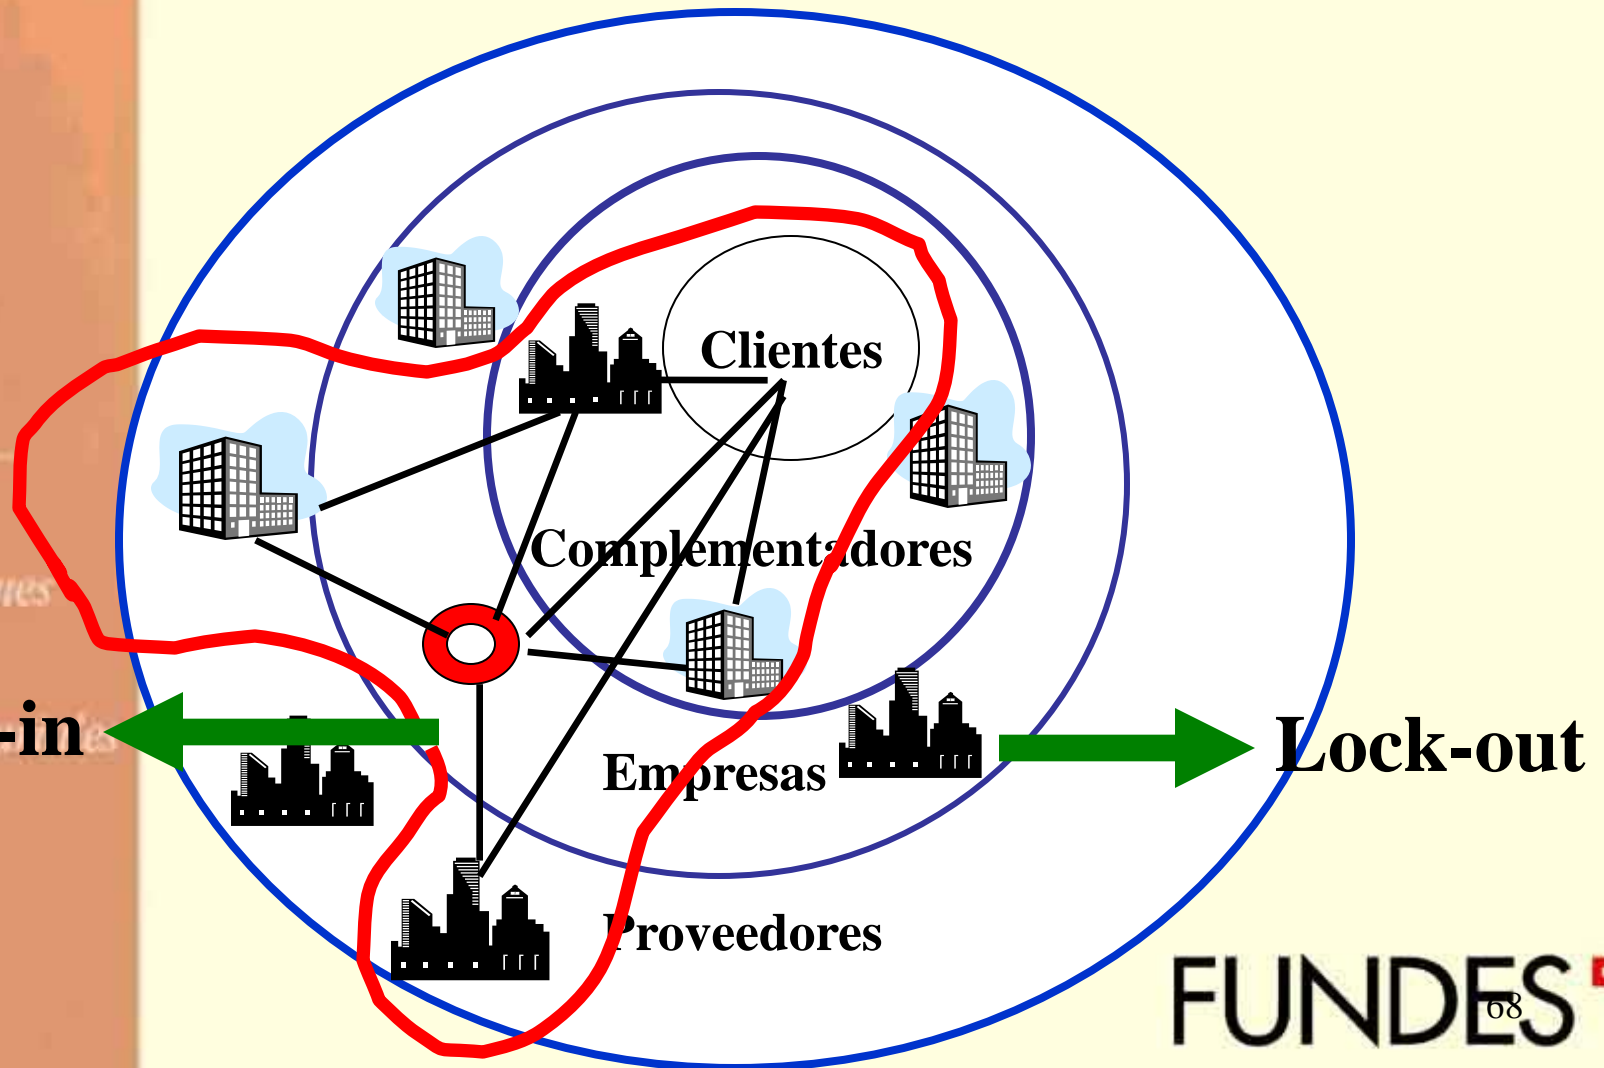 Clientes
Complementadores
-in
Lock-out
Empresas
Proveedores
FUNDES
68